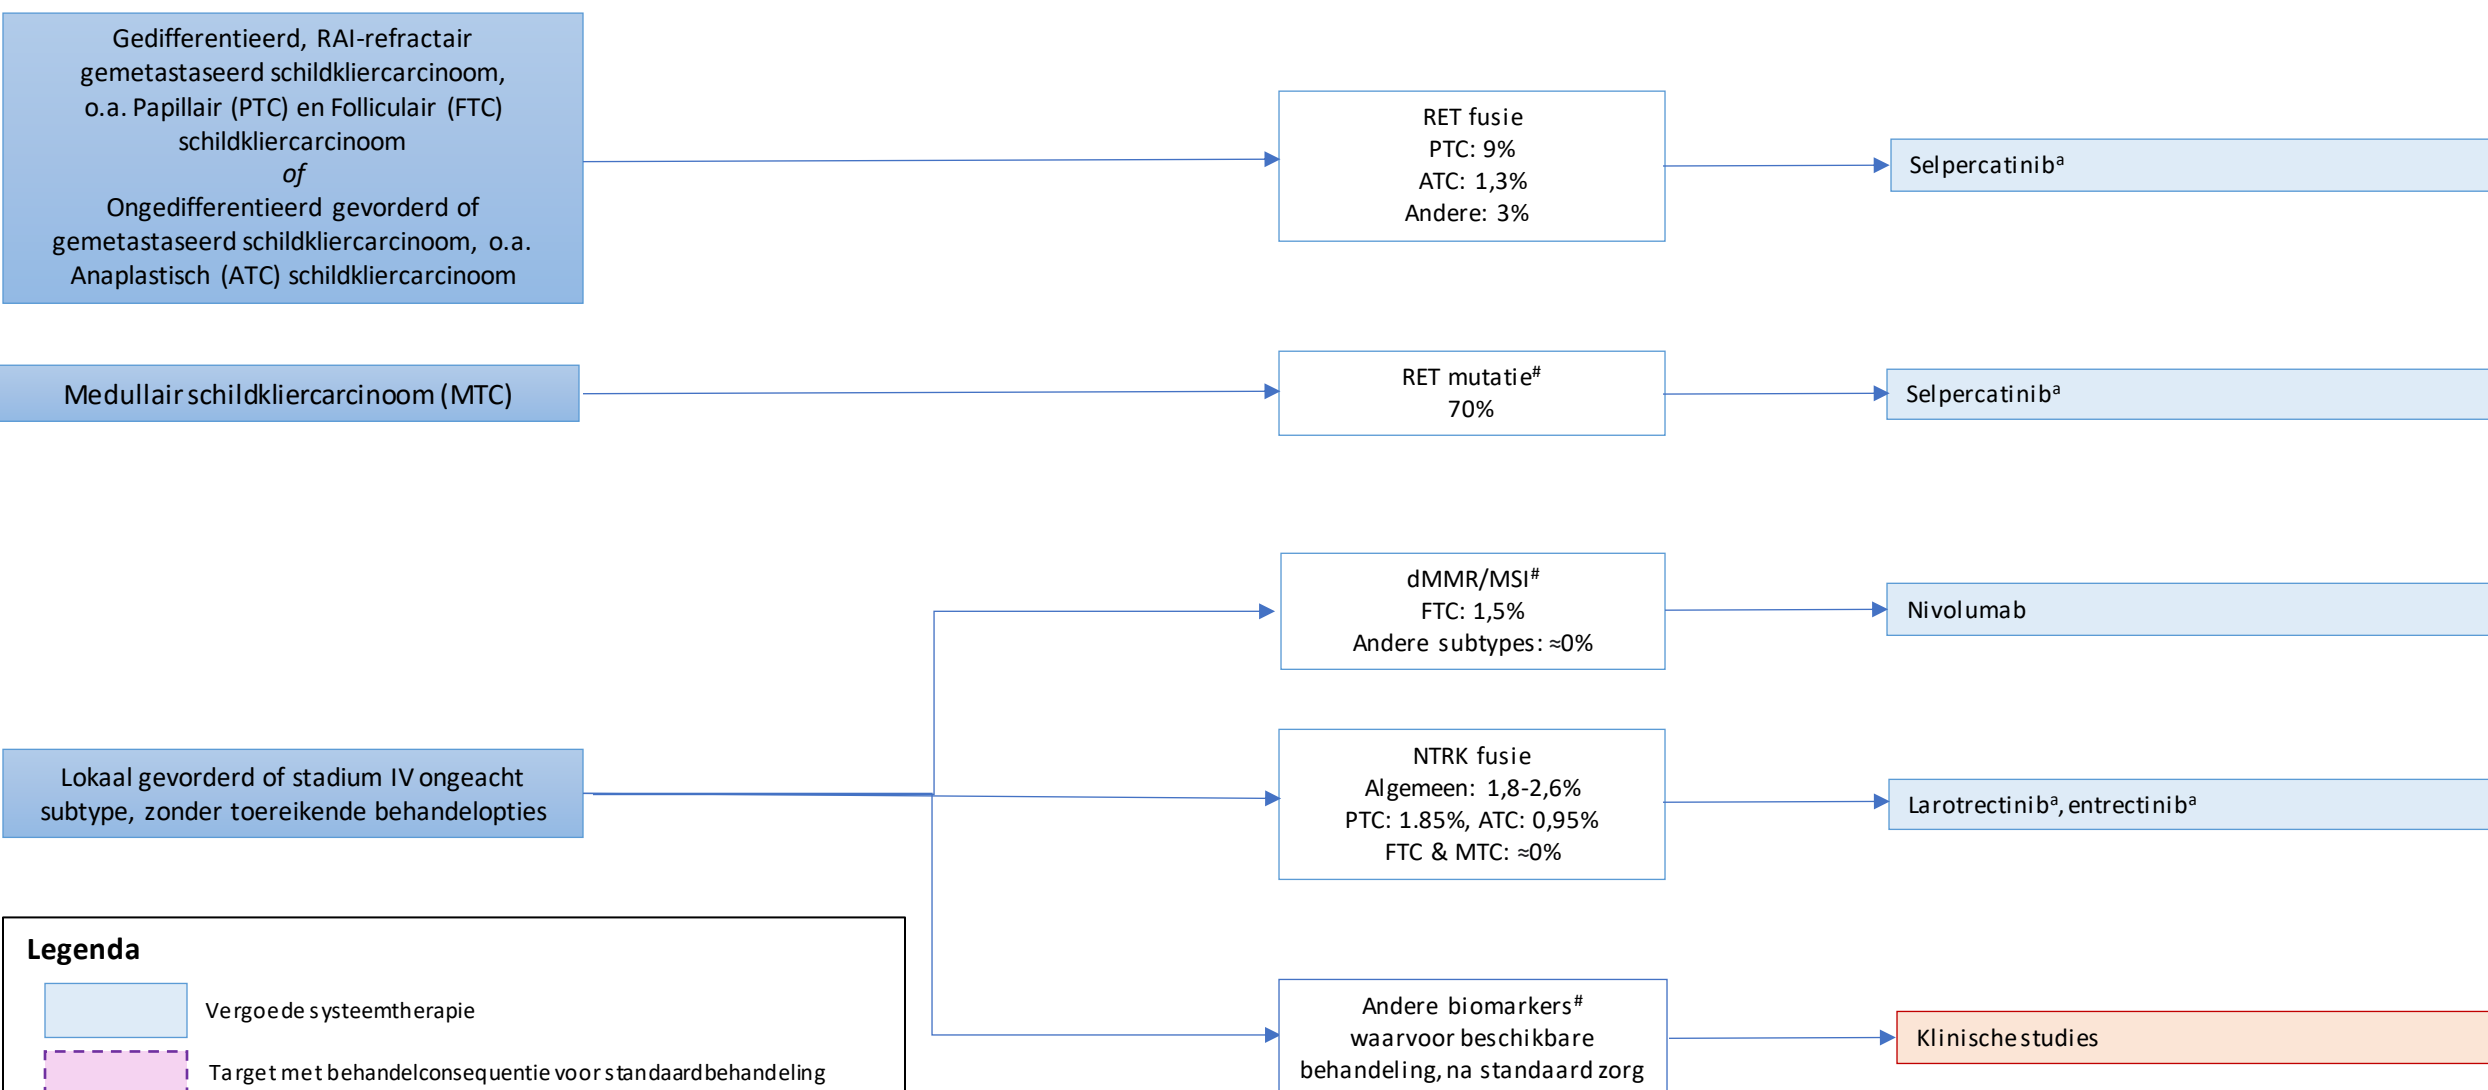 Gedifferentieerd, RAI-refractair
gemetastaseerd schildkliercarcinoom,
o.a. Papillair (PTC) en Folliculair (FTC)
schildkliercarcinoom
of
Ongedifferentieerd gevorderd of
gemetastaseerd schildkliercarcinoom, o.a.
Anaplastisch (ATC) schildkliercarcinoom
RET fusie
PTC: 9%
ATC: 1,3%
Andere: 3%
Selpercatinibᵃ
Medullair schildkliercarcinoom (MTC)
RET mutatie#
70%
Selpercatinibᵃ
dMMR/MSI#
FTC: 1,5%
Andere subtypes: ≈0%
Nivolumab
Lokaal gevorderd of stadium IV ongeacht
subtype, zonder toereikende behandelopties
NTRK fusie
Algemeen: 1,8-2,6%
PTC: 1.85%, ATC: 0,95%
FTC & MTC: ≈0%
Larotrectinibᵃ, entrectinibᵃ
Andere biomarkers#
waarvoor beschikbare
behandeling, na standaard zorg
Klinische studies
Legenda
Vergoede systeemtherapie
Target met behandelconsequentie voor standaardbehandeling